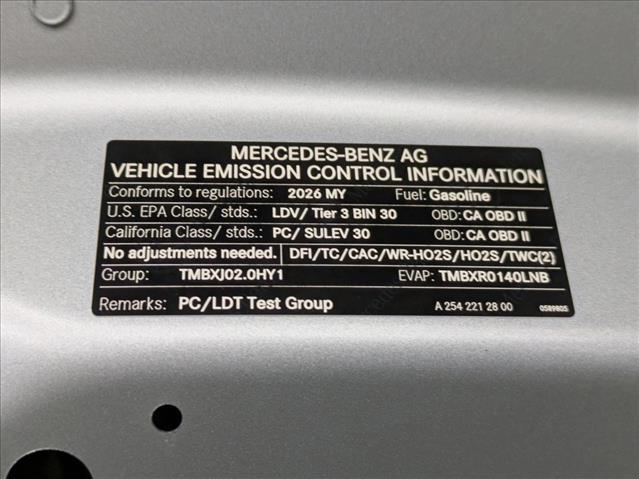 MERCEDES-BENZ AG
VEHICLE EMISSION CONTROL INFORMATION
Conforms to regulations: 2026 MY Fuel: Gasoline
U.S. EPA Class/ stds.: LDV/ Tier 3 BIN 30 OBD: CA OBD II
California Class/ stds.: PC/ SULEV 30 OBD: CA OBD II
No adjustments needed. DFI/TC/CAC/WR-HO2S/HO2S/TWC(2)
Group: TMBXJ02.0HY1 EVAP: TMBXR0140LNB
Remarks: PC/LDT Test Group A 254 221 28 00 0589805